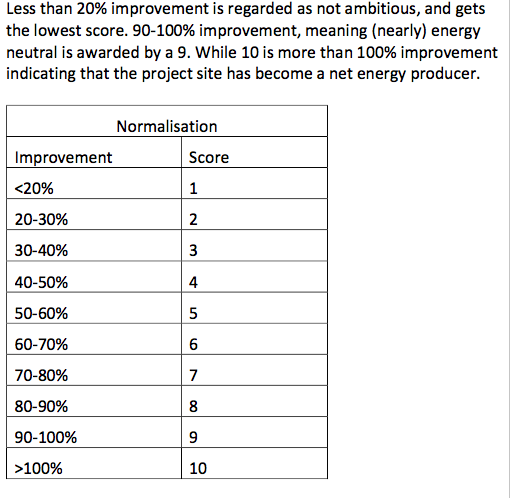 Less than 20% improvement is regarded as not ambitious, and gets
the lowest score. 90-100% improvement, meaning (nearly) energy
neutral is awarded by a 9. While 10 is more than 100% improvement
indicating that the project site has become a net energy producer.
Normalisation
Improvement Score
<20% 1
20-30% 2
30-40% 3
40-50% 4
50-60% 5
60-70% 6
70-80% 7
80-90% 8
90-100% 9
>100% 10